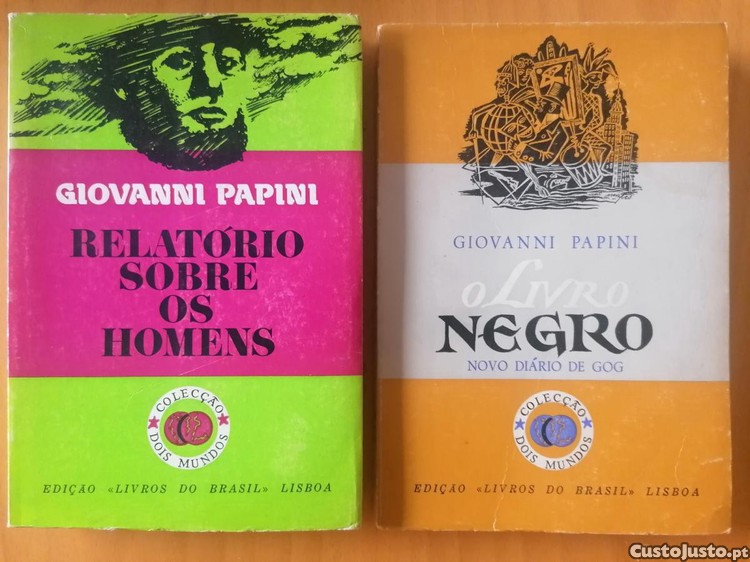 GIOVANNI PAPINI
RELATÓRIO
SOBRE
OS
HOMENS
COLECÇÃO
DOIS MUNDOS
EDIÇÃO «LIVROS DO BRASIL» LISBOA
GIOVANNI PAPINI
O LIVRO
NEGRO
NOVO DIÁRIO DE GOG
COLECÇÃO
DOIS MUNDOS
EDIÇÃO «LIVROS DO BRASIL» LISBOA
CustoJusto.pt